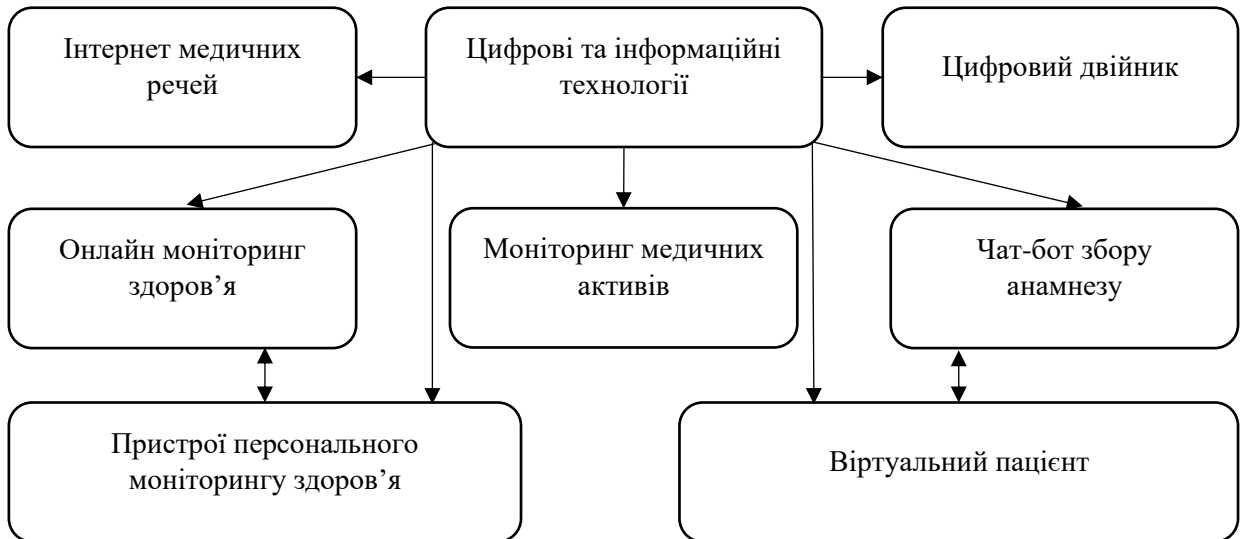 Інтернет медичних
речей
Цифрові та інформаційні
технології
Цифровий двійник
Онлайн моніторинг
здоров’я
Моніторинг медичних
активів
Чат-бот збору
анамнезу
Пристрої персонального
моніторингу здоров’я
Віртуальний пацієнт